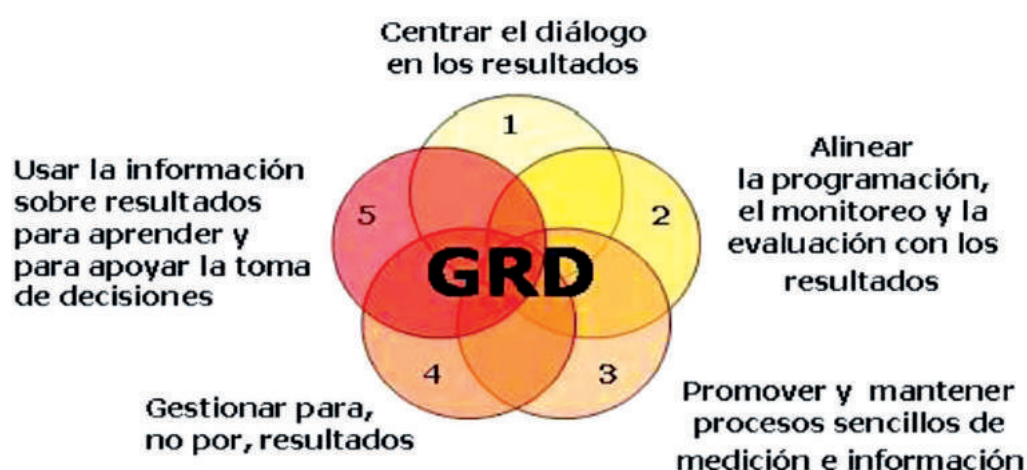 Centrar el diálogo
en los resultados
1
Alinear
la programación,
el monitoreo y la
evaluación con los
resultados
2
Promover y mantener
procesos sencillos de
medición e información
3
Gestionar para,
no por, resultados
4
Usar la información
sobre resultados
para aprender y
para apoyar la toma
de decisiones
5
GRD